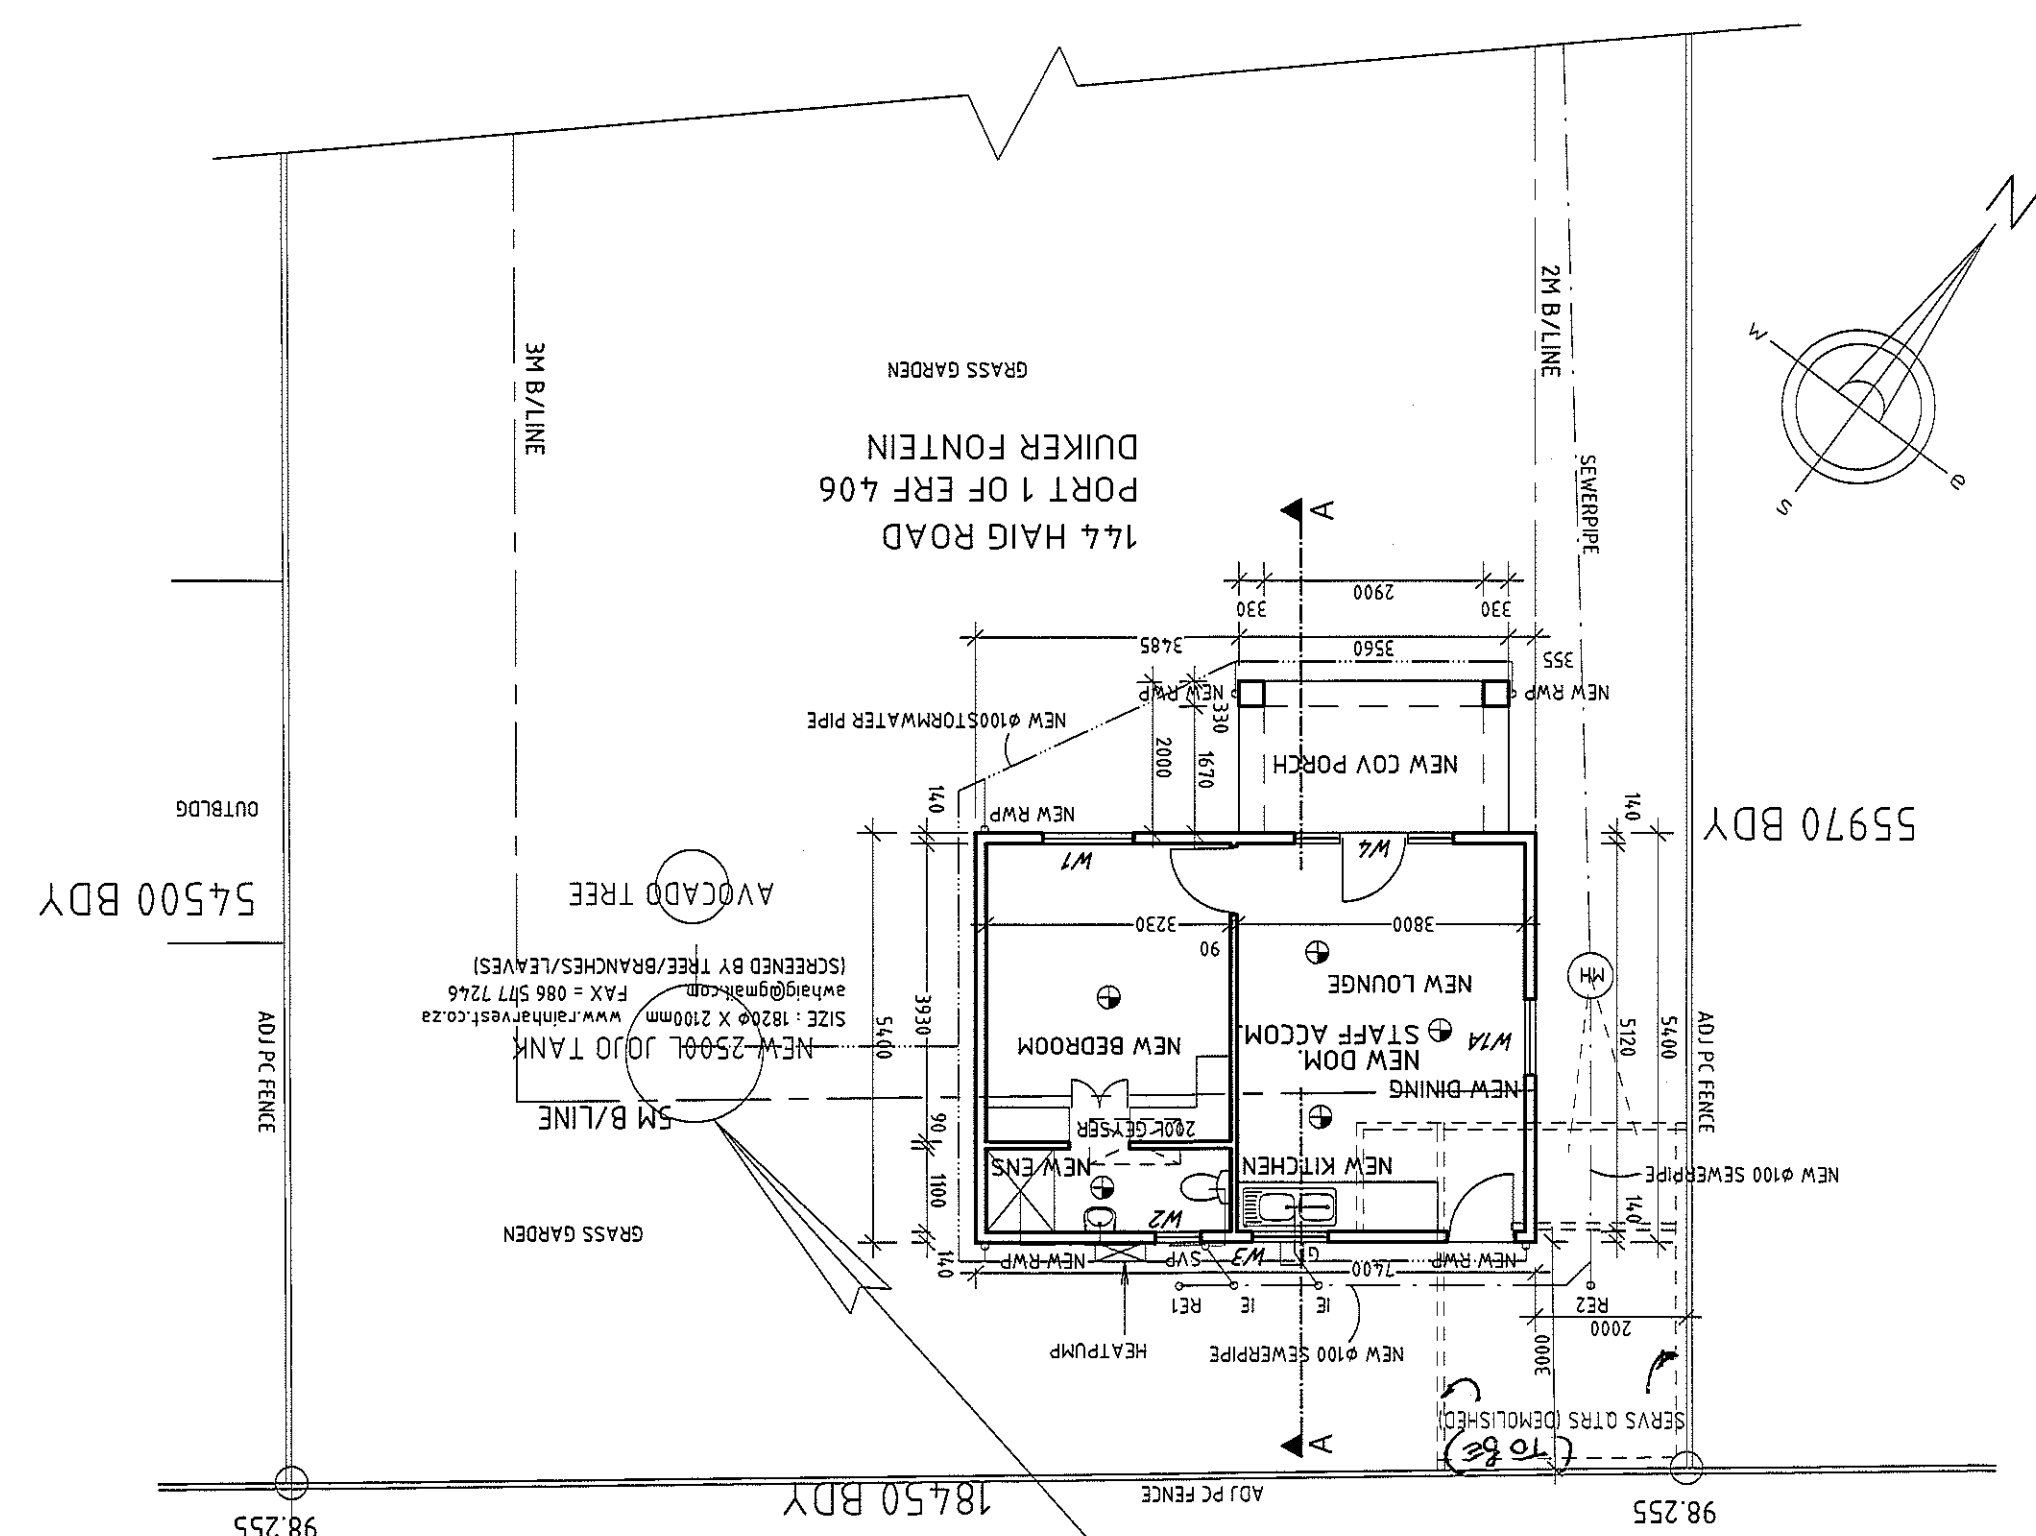 98.255
98.255
18450 BDY
ADJ PC FENCE
(TO BE)
SERVS QTRS (DEMOLISHED)
3000
2000
HEATPUMP
NEW ø100 SEWERPIPE
RE1
IE
IE
RE2
7400
NEW RWP
SVP
W3
G
NEW RWP
140
GRASS GARDEN
NEW ENS
W2
1100
NEW KITCHEN
NEW ø100 SEWERPIPE
140
200L GEYSER
90
5M B/LINE
NEW DINING
NEW DOM.
STAFF ACCOM.
NEW BEDROOM
W1A
NEW 2500L JOJO TANK
SIZE : 1820ø X 2100mm www.rainharvest.co.za
awhaig@gmail.com FAX = 086 577 7246
(SCREENED BY TREE/BRANCHES/LEAVES)
3930
5400
5120
5400
NEW LOUNGE
MH
ADJ PC FENCE
ADJ PC FENCE
90
3230
3800
AVOCADO TREE
54500 BDY
W1
W4
55970 BDY
OUTBLDG
140
140
NEW RWP
NEW COV PORCH
2000
1670
330
NEW ø100STORMWATER PIPE
NEW RWP
NEW RWP
3485
3560
355
330
2900
330
144 HAIG ROAD
PORT 1 OF ERF 406
DUIKER FONTEIN
GRASS GARDEN
3M B/LINE
2M B/LINE
SEWERPIPE
A
A
N
W
S
e